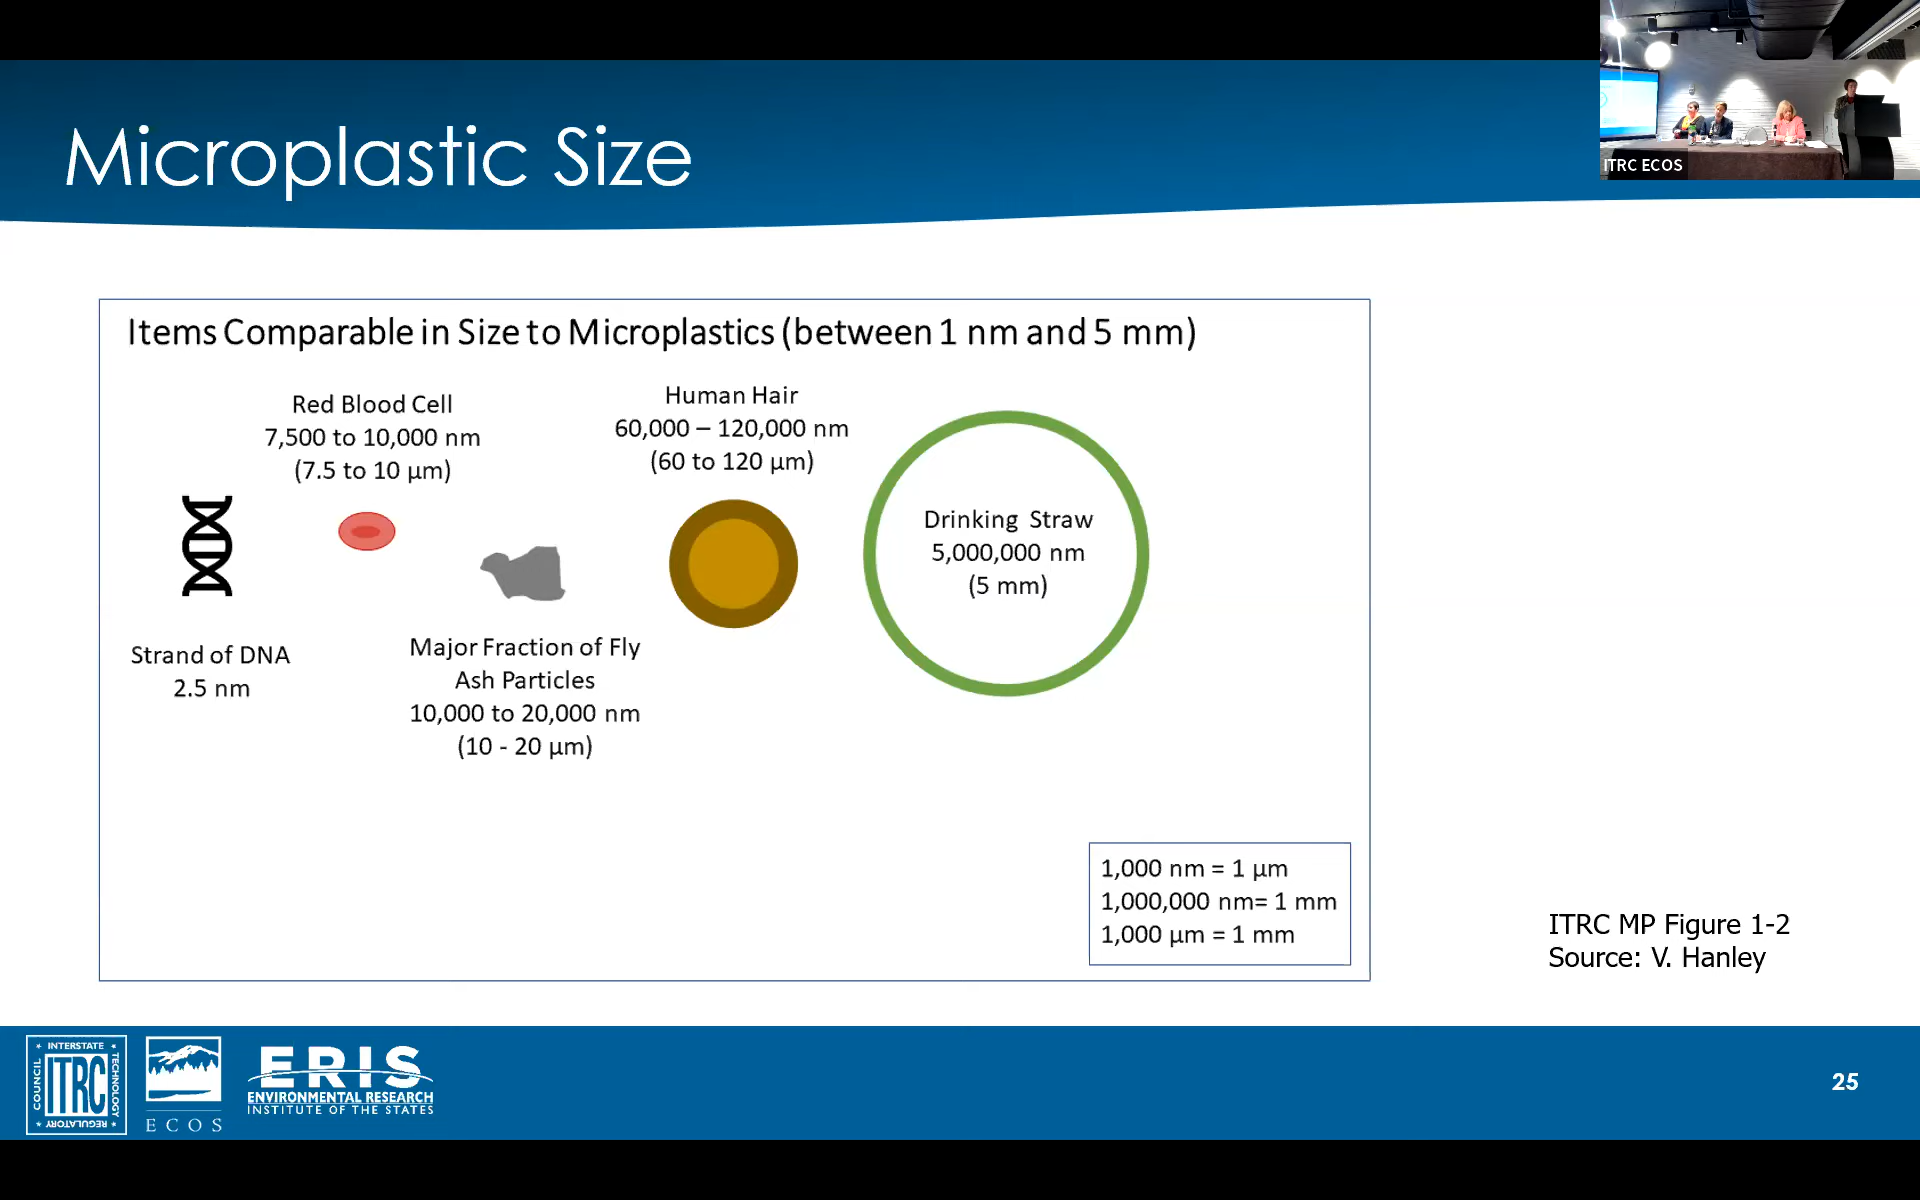 Microplastic Size
ITRC ECOS
Items Comparable in Size to Microplastics (between 1 nm and 5 mm)
Red Blood Cell
7,500 to 10,000 nm
(7.5 to 10 µm)
Human Hair
60,000 – 120,000 nm
(60 to 120 µm)
Drinking Straw
5,000,000 nm
(5 mm)
Strand of DNA
2.5 nm
Major Fraction of Fly
Ash Particles
10,000 to 20,000 nm
(10 - 20 µm)
1,000 nm = 1 µm
1,000,000 nm= 1 mm
1,000 µm = 1 mm
ITRC MP Figure 1-2
Source: V. Hanley
INTERSTATE
TECHNOLOGY
REGULATORY
COUNCIL
ITRC
ECOS
ERIS
ENVIRONMENTAL RESEARCH
INSTITUTE OF THE STATES
25